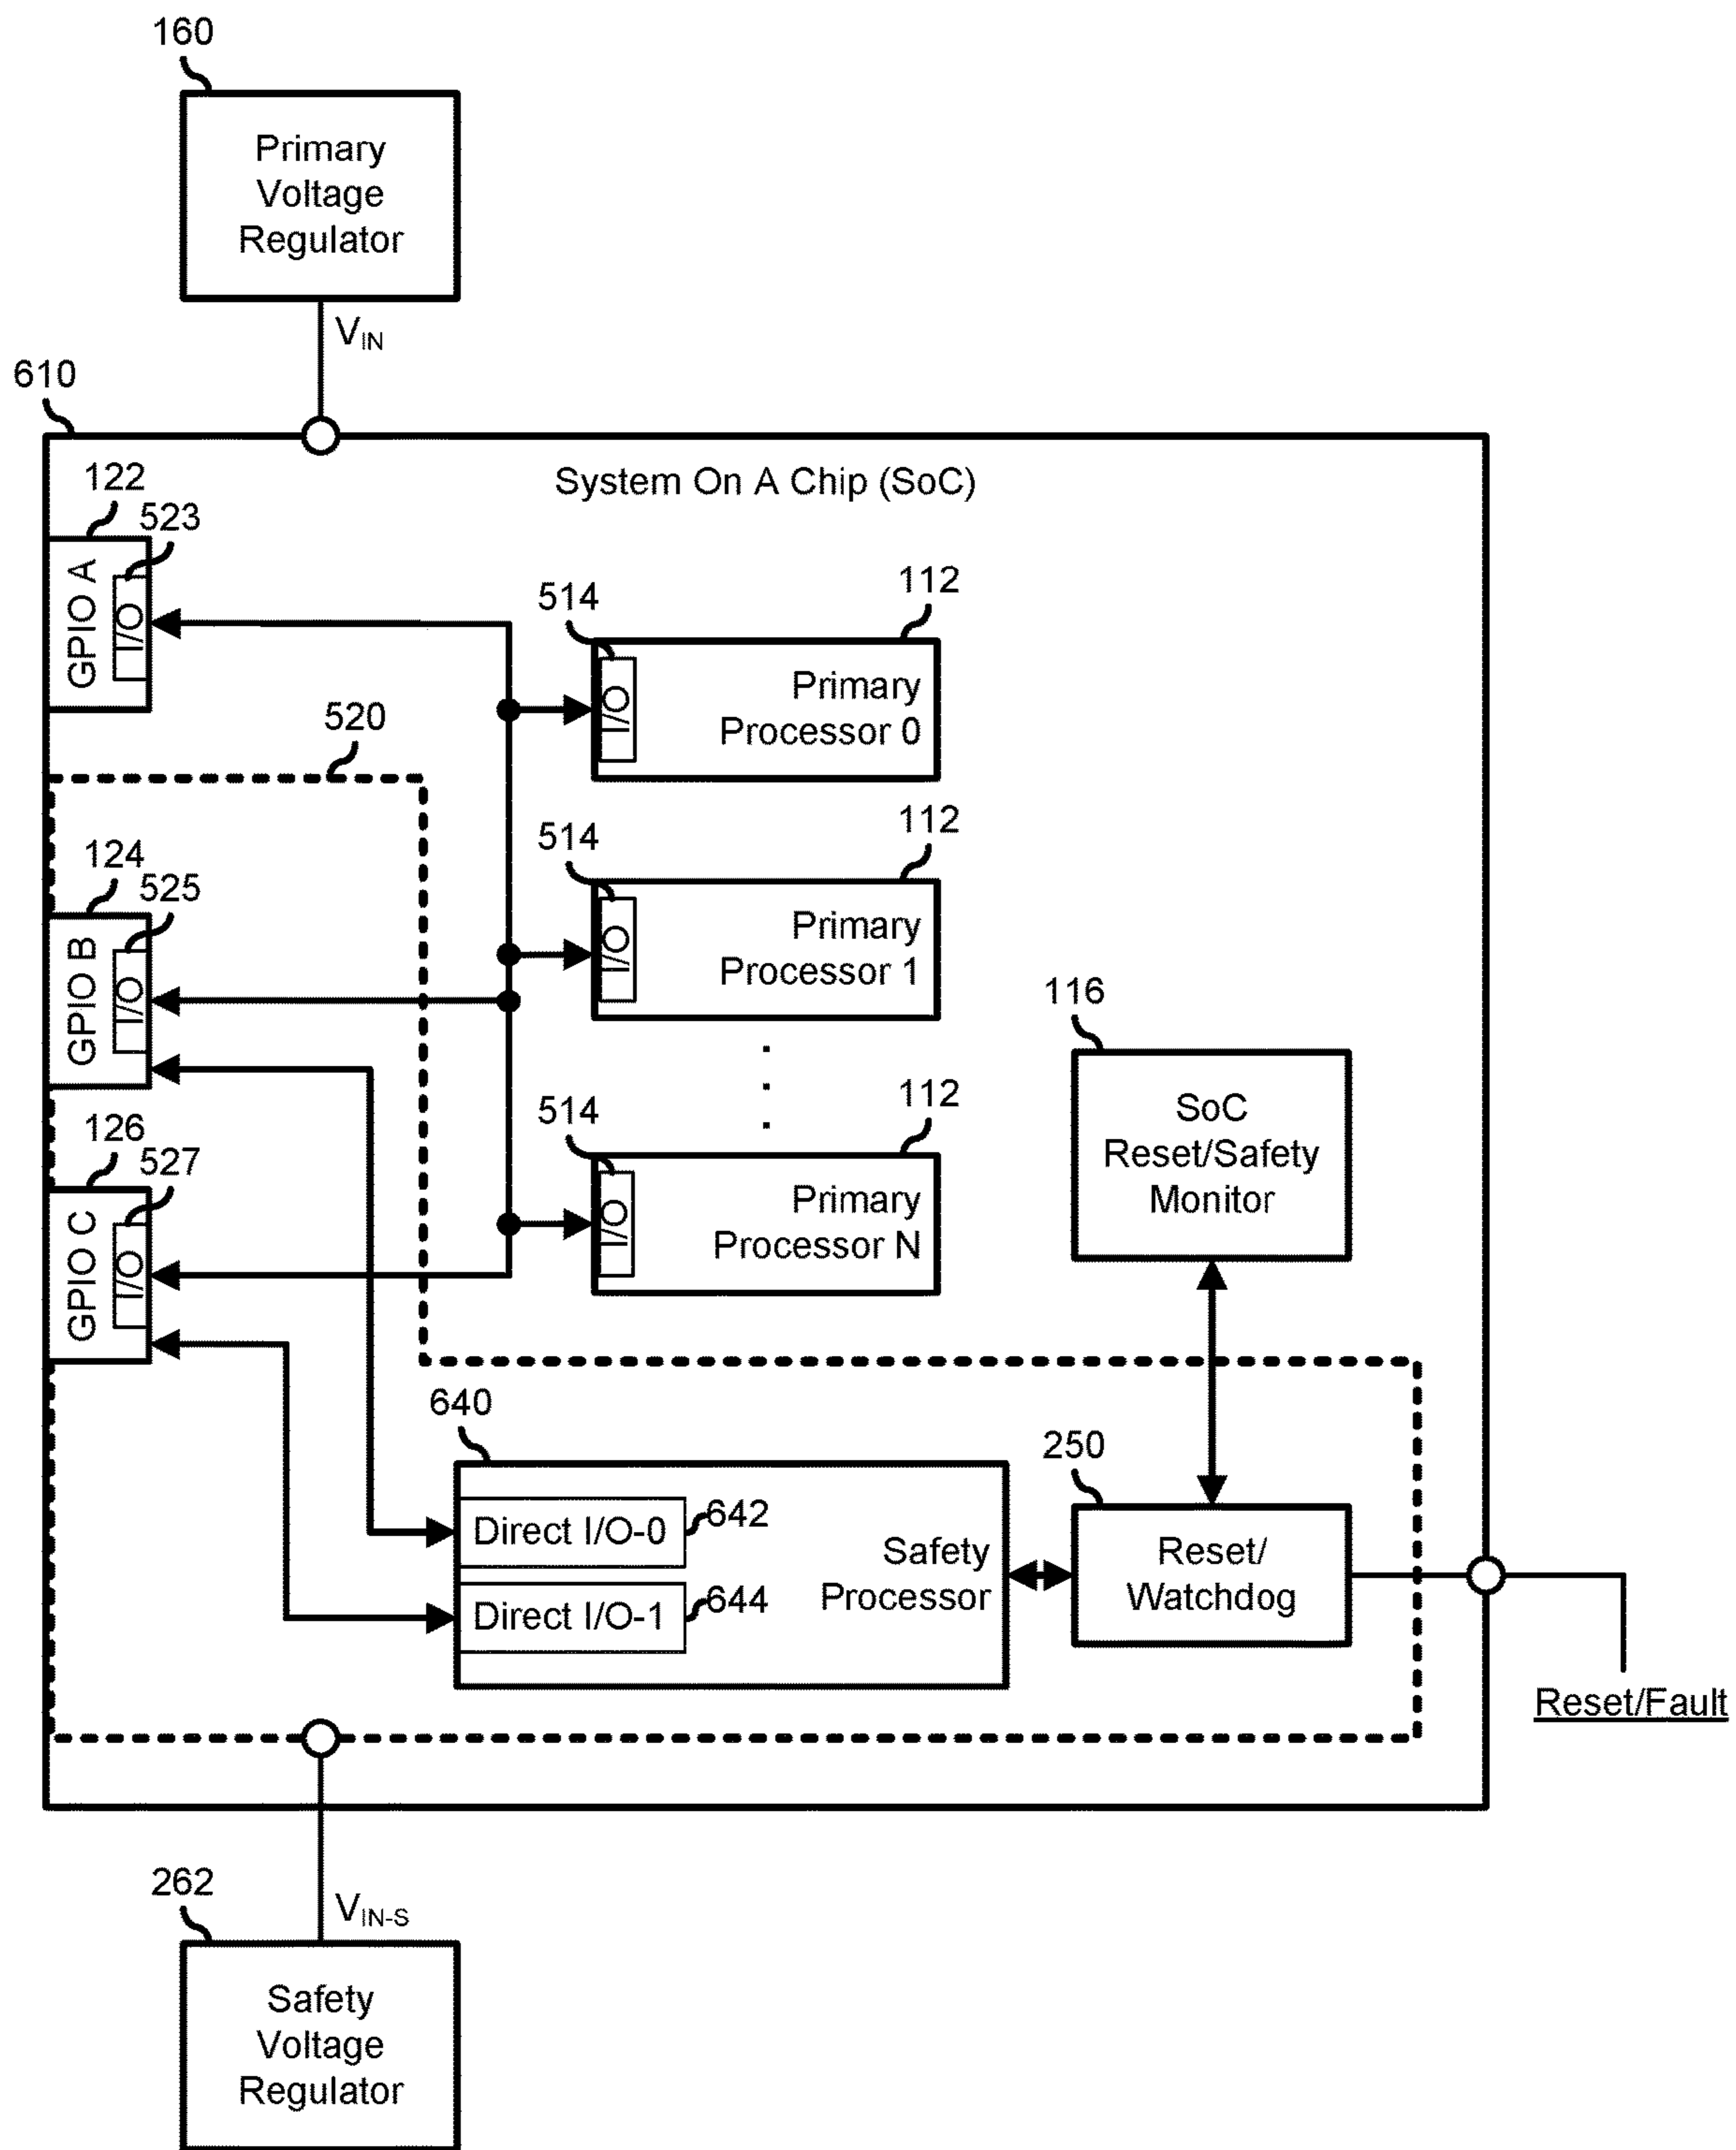 160
Primary
Voltage
Regulator
VIN
610
System On A Chip (SoC)
122
523
GPIO A
I/O
514
112
I/O
Primary
Processor 0
520
124
525
GPIO B
I/O
514
112
I/O
Primary
Processor 1
126
527
GPIO C
I/O
514
112
I/O
Primary
Processor N
116
SoC
Reset/Safety
Monitor
640
Direct I/O-0
642
Direct I/O-1
644
Safety
Processor
250
Reset/
Watchdog
Reset/Fault
262
VIN-S
Safety
Voltage
Regulator